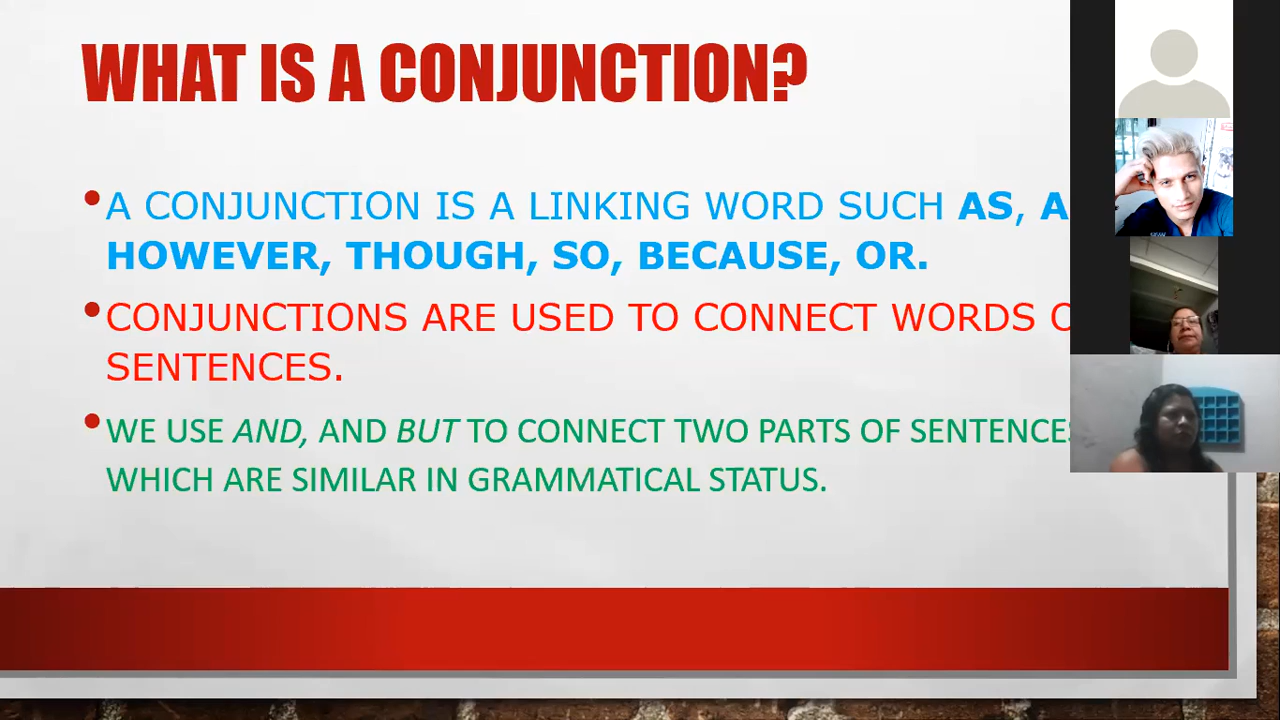 WHAT IS A CONJUNCTION?
•A CONJUNCTION IS A LINKING WORD SUCH AS,
HOWEVER, THOUGH, SO, BECAUSE, OR.
•CONJUNCTIONS ARE USED TO CONNECT WORDS
SENTENCES.
•WE USE AND, AND BUT TO CONNECT TWO PARTS OF SENTENCES
WHICH ARE SIMILAR IN GRAMMATICAL STATUS.